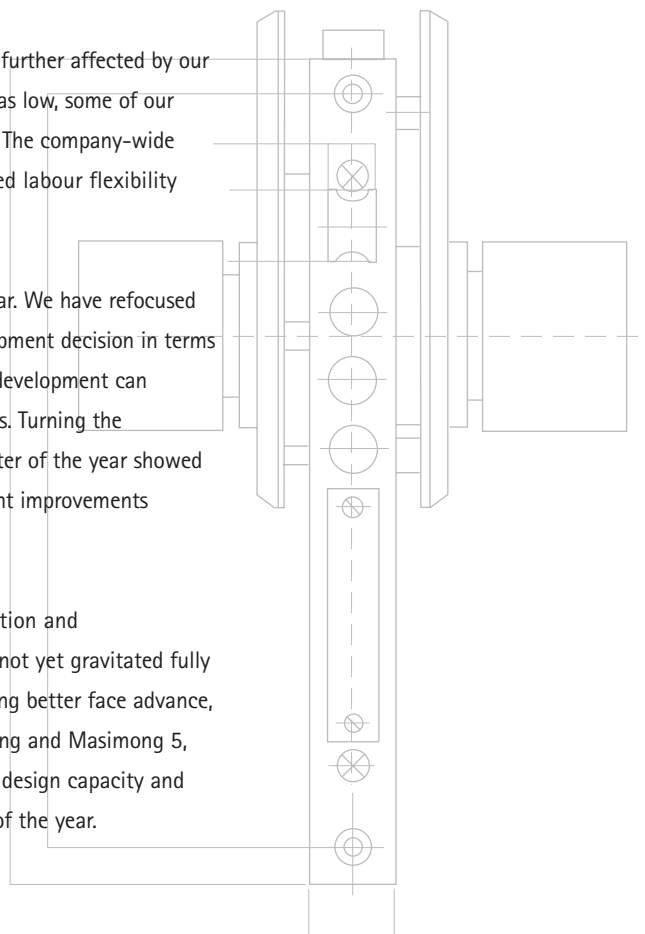 further affected by our
as low, some of our
The company-wide
ed labour flexibility
ar. We have refocused
pment decision in terms
development can
s. Turning the
ter of the year showed
nt improvements
tion and
not yet gravitated fully
ng better face advance,
ng and Masimong 5,
design capacity and
of the year.